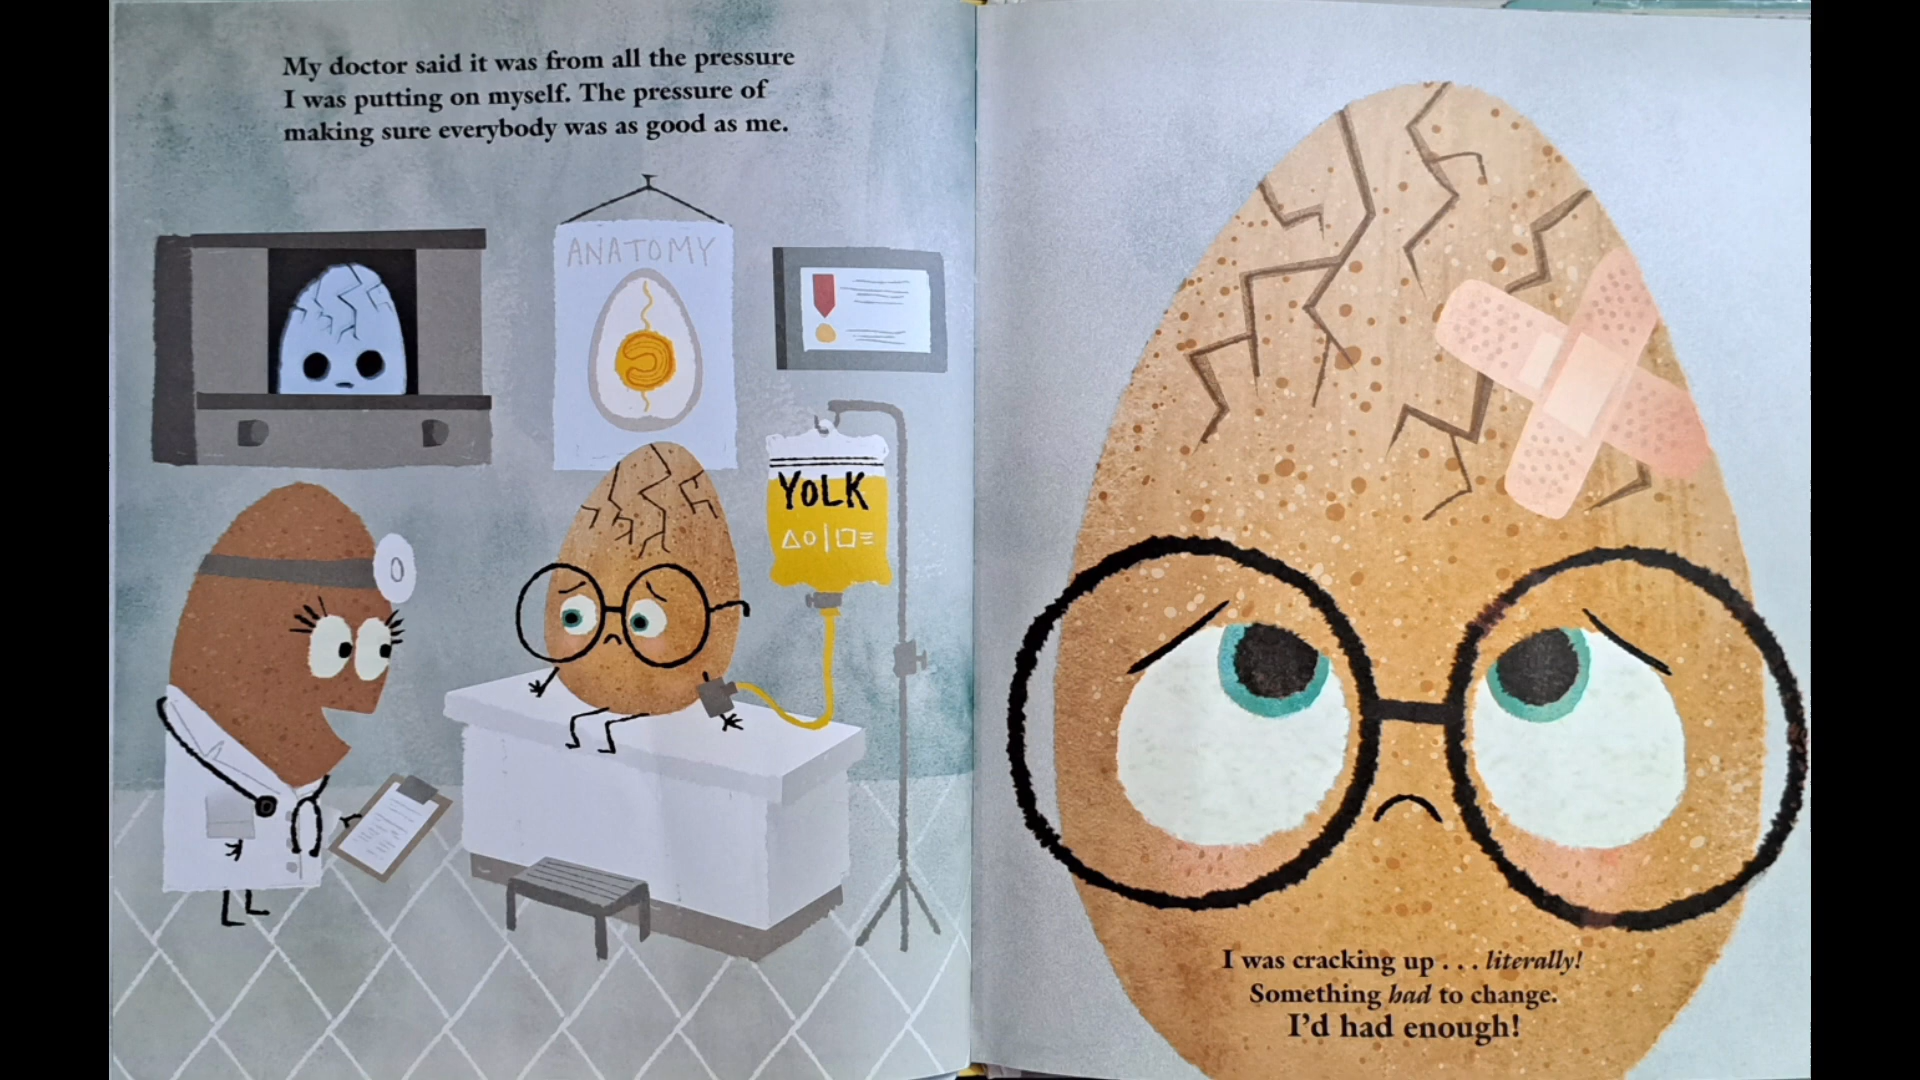 My doctor said it was from all the pressure
I was putting on myself. The pressure of
making sure everybody was as good as me.
ANATOMY
YOLK
I was cracking up . . . literally!
Something had to change.
I'd had enough!